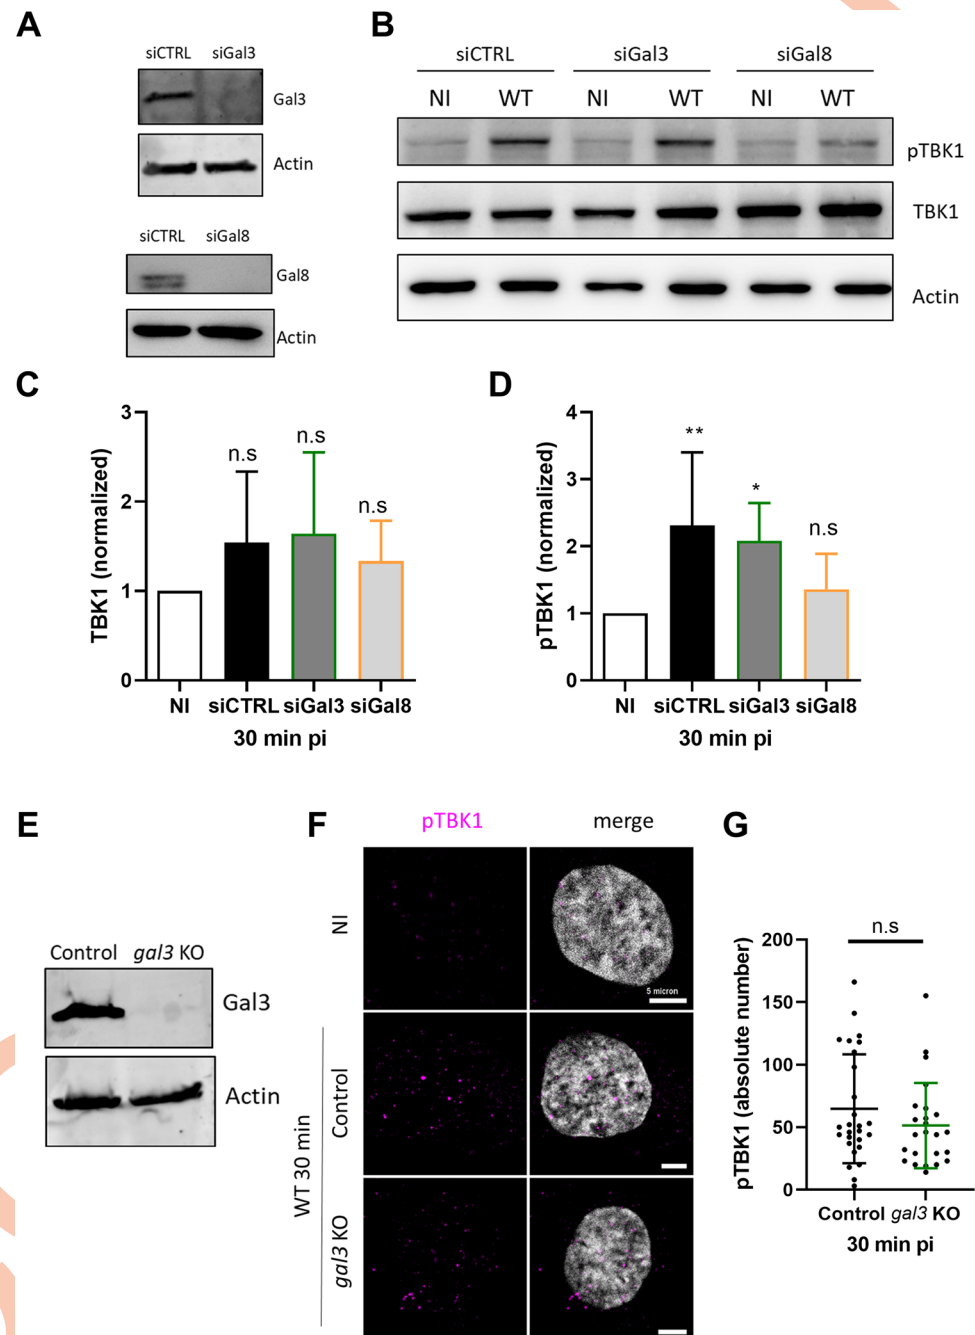 A
siCTRL siGal3
Gal3
Actin
siCTRL siGal8
Gal8
Actin
B
siCTRL siGal3 siGal8
NI WT NI WT NI WT
pTBK1
TBK1
Actin
C
TBK1 (normalized)
3
2
1
0
n.s
n.s
n.s
NI siCTRL siGal3 siGal8
30 min pi
D
pTBK1 (normalized)
4
3
2
1
0
**
*
n.s
NI siCTRL siGal3 siGal8
30 min pi
E
Control gal3 KO
Gal3
Actin
F
pTBK1 merge
NI
5 micron
WT 30 min
Control
gal3 KO
G
pTBK1 (absolute number)
200
150
100
50
0
n.s
Control gal3 KO
30 min pi